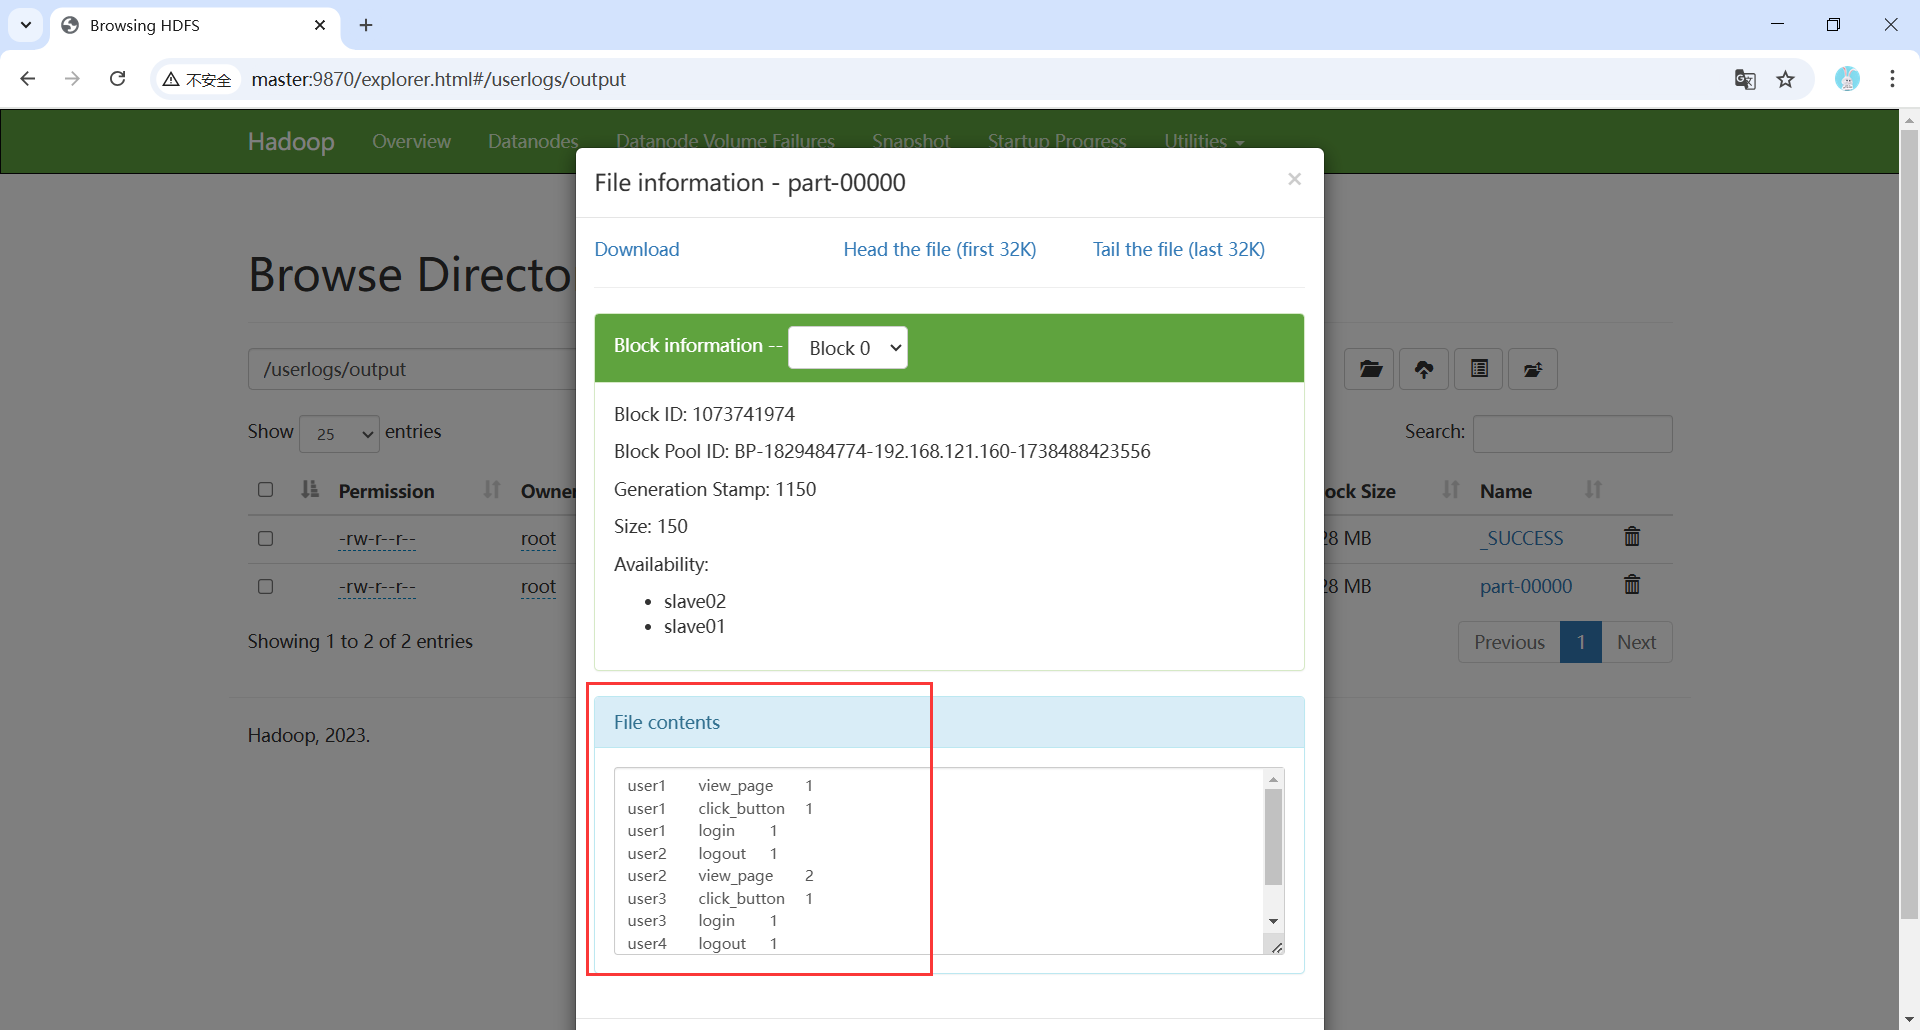 Browsing HDFS
不安全 master:9870/explorer.html#/userlogs/output
Hadoop Overview Datanodes Datanode Volume Failures Snapshot Startup Progress Utilities
File information - part-00000 ×
Download Head the file (first 32K) Tail the file (last 32K)
Browse Directo
Block information -- Block 0
/userlogs/output
Block ID: 1073741974
Show 25 entries
Search:
Block Pool ID: BP-1829484774-192.168.121.160-1738488423556
Permission Owne
Generation Stamp: 1150
ock Size Name
Size: 150
-rw-r--r-- root
28 MB _SUCCESS
Availability:
-rw-r--r-- root
28 MB part-00000
slave02
slave01
Showing 1 to 2 of 2 entries
Previous 1 Next
File contents
Hadoop, 2023.
user1 view_page 1
user1 click_button 1
user1 login 1
user2 logout 1
user2 view_page 2
user3 click_button 1
user3 login 1
user4 logout 1